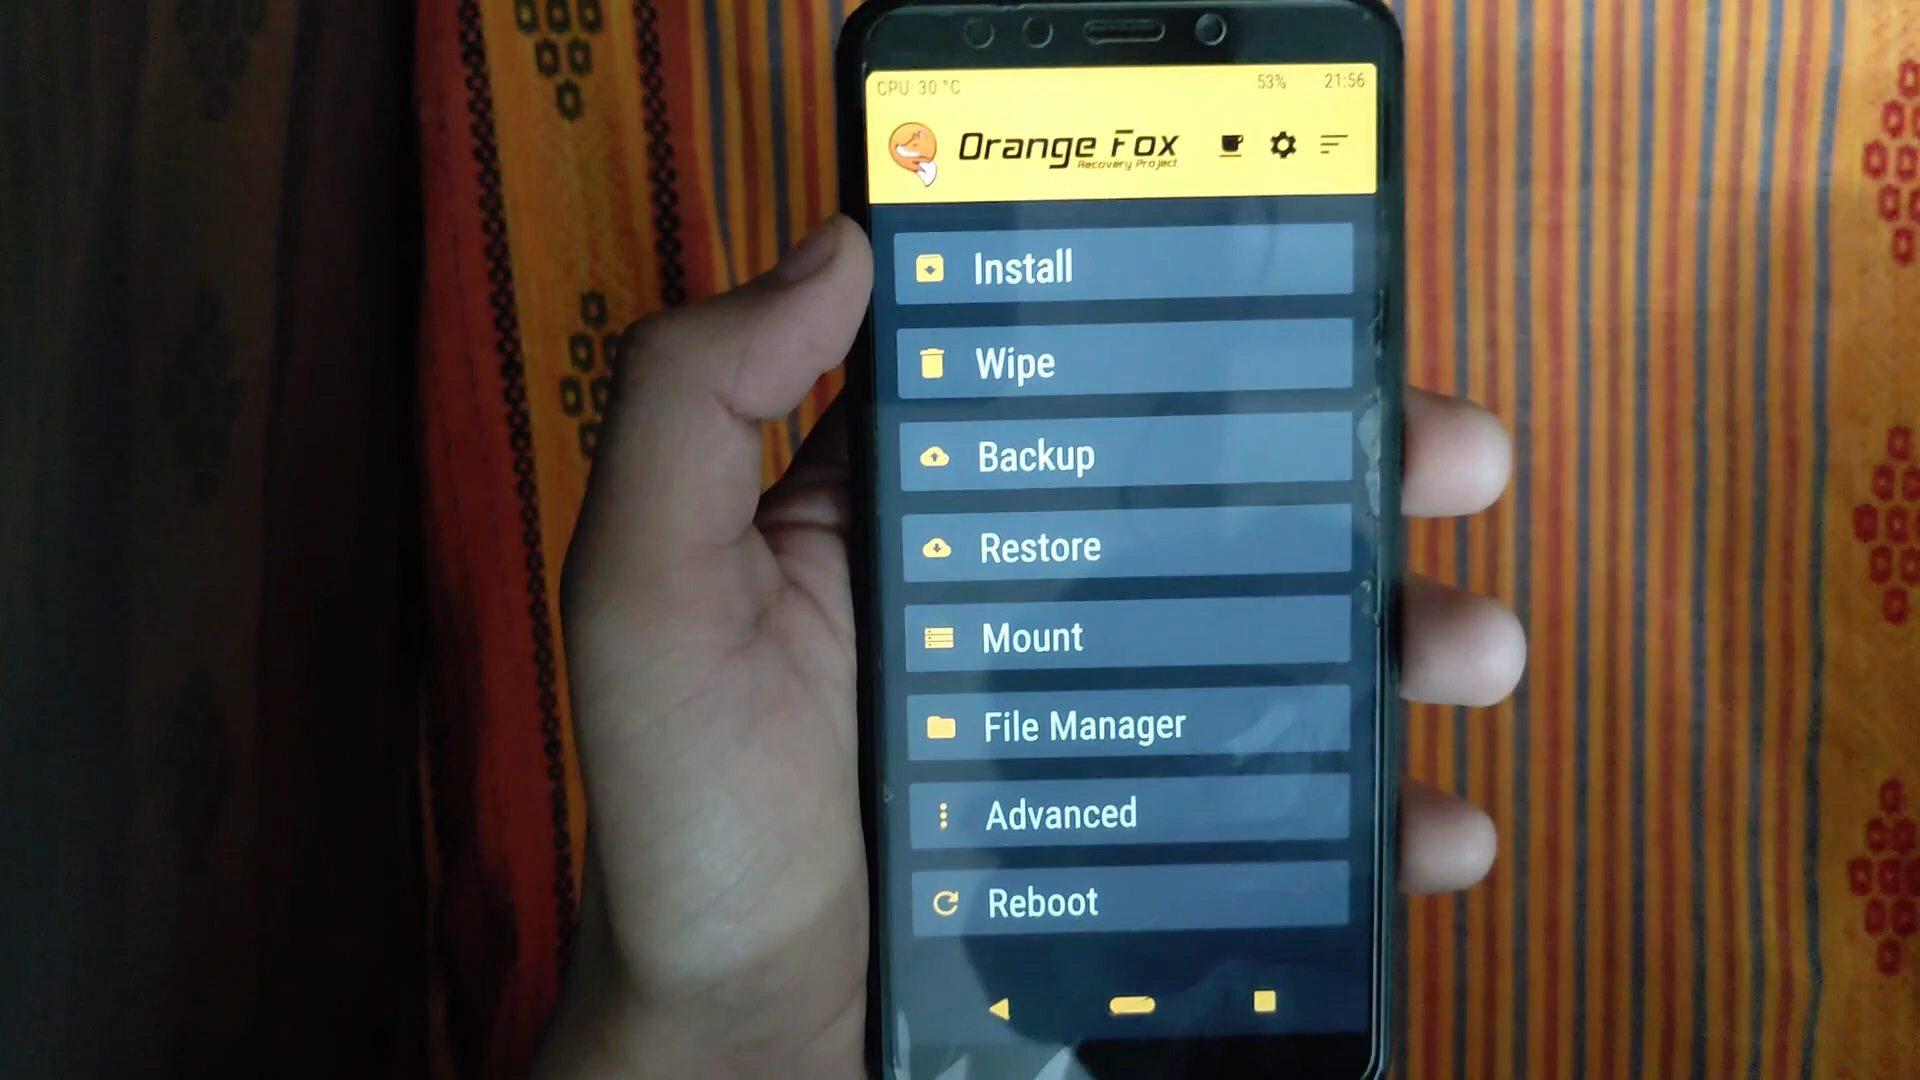 CPU: 30 °C 53% 21:56
Orange Fox
Recovery Project
Install
Wipe
Backup
Restore
Mount
File Manager
Advanced
Reboot